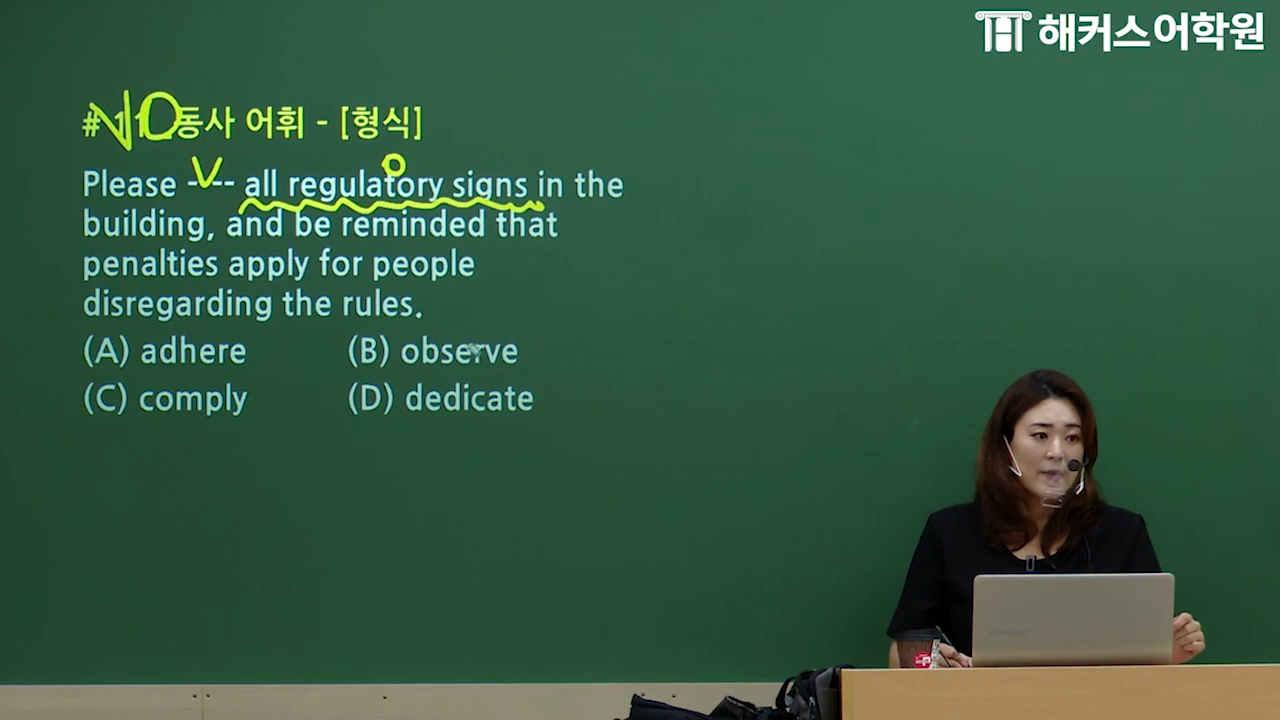 해커스어학원
동사 어휘 - [형식]
V O
Please ---- all regulatory signs in the
building, and be reminded that
penalties apply for people
disregarding the rules.
(A) adhere (B) observe
(C) comply (D) dedicate